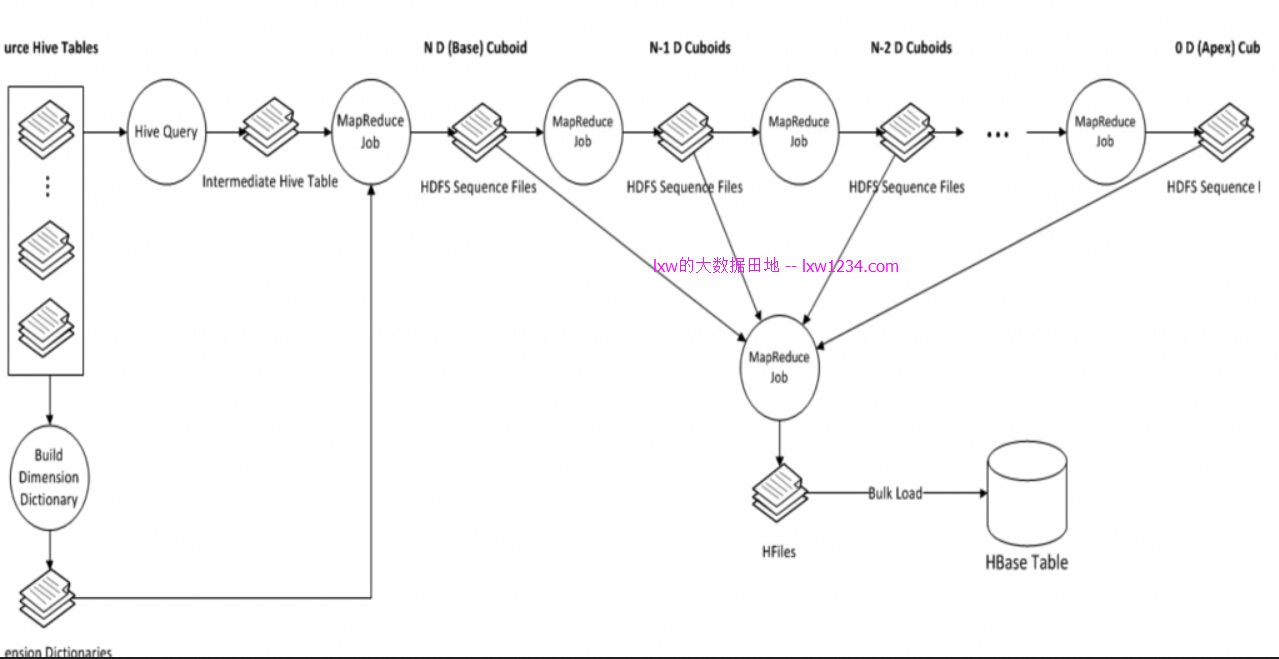 urce Hive Tables
N D (Base) Cuboid
N-1 D Cuboids
N-2 D Cuboids
0 D (Apex) Cub
Hive Query
MapReduce
Job
MapReduce
Job
MapReduce
Job
...
MapReduce
Job
Intermediate Hive Table
HDFS Sequence Files
HDFS Sequence Files
HDFS Sequence Files
HDFS Sequence
lxw的大数据田地 -- lxw1234.com
MapReduce
Job
Build
Dimension
Dictionary
Bulk Load
HFiles
HBase Table
ension Dictionaries